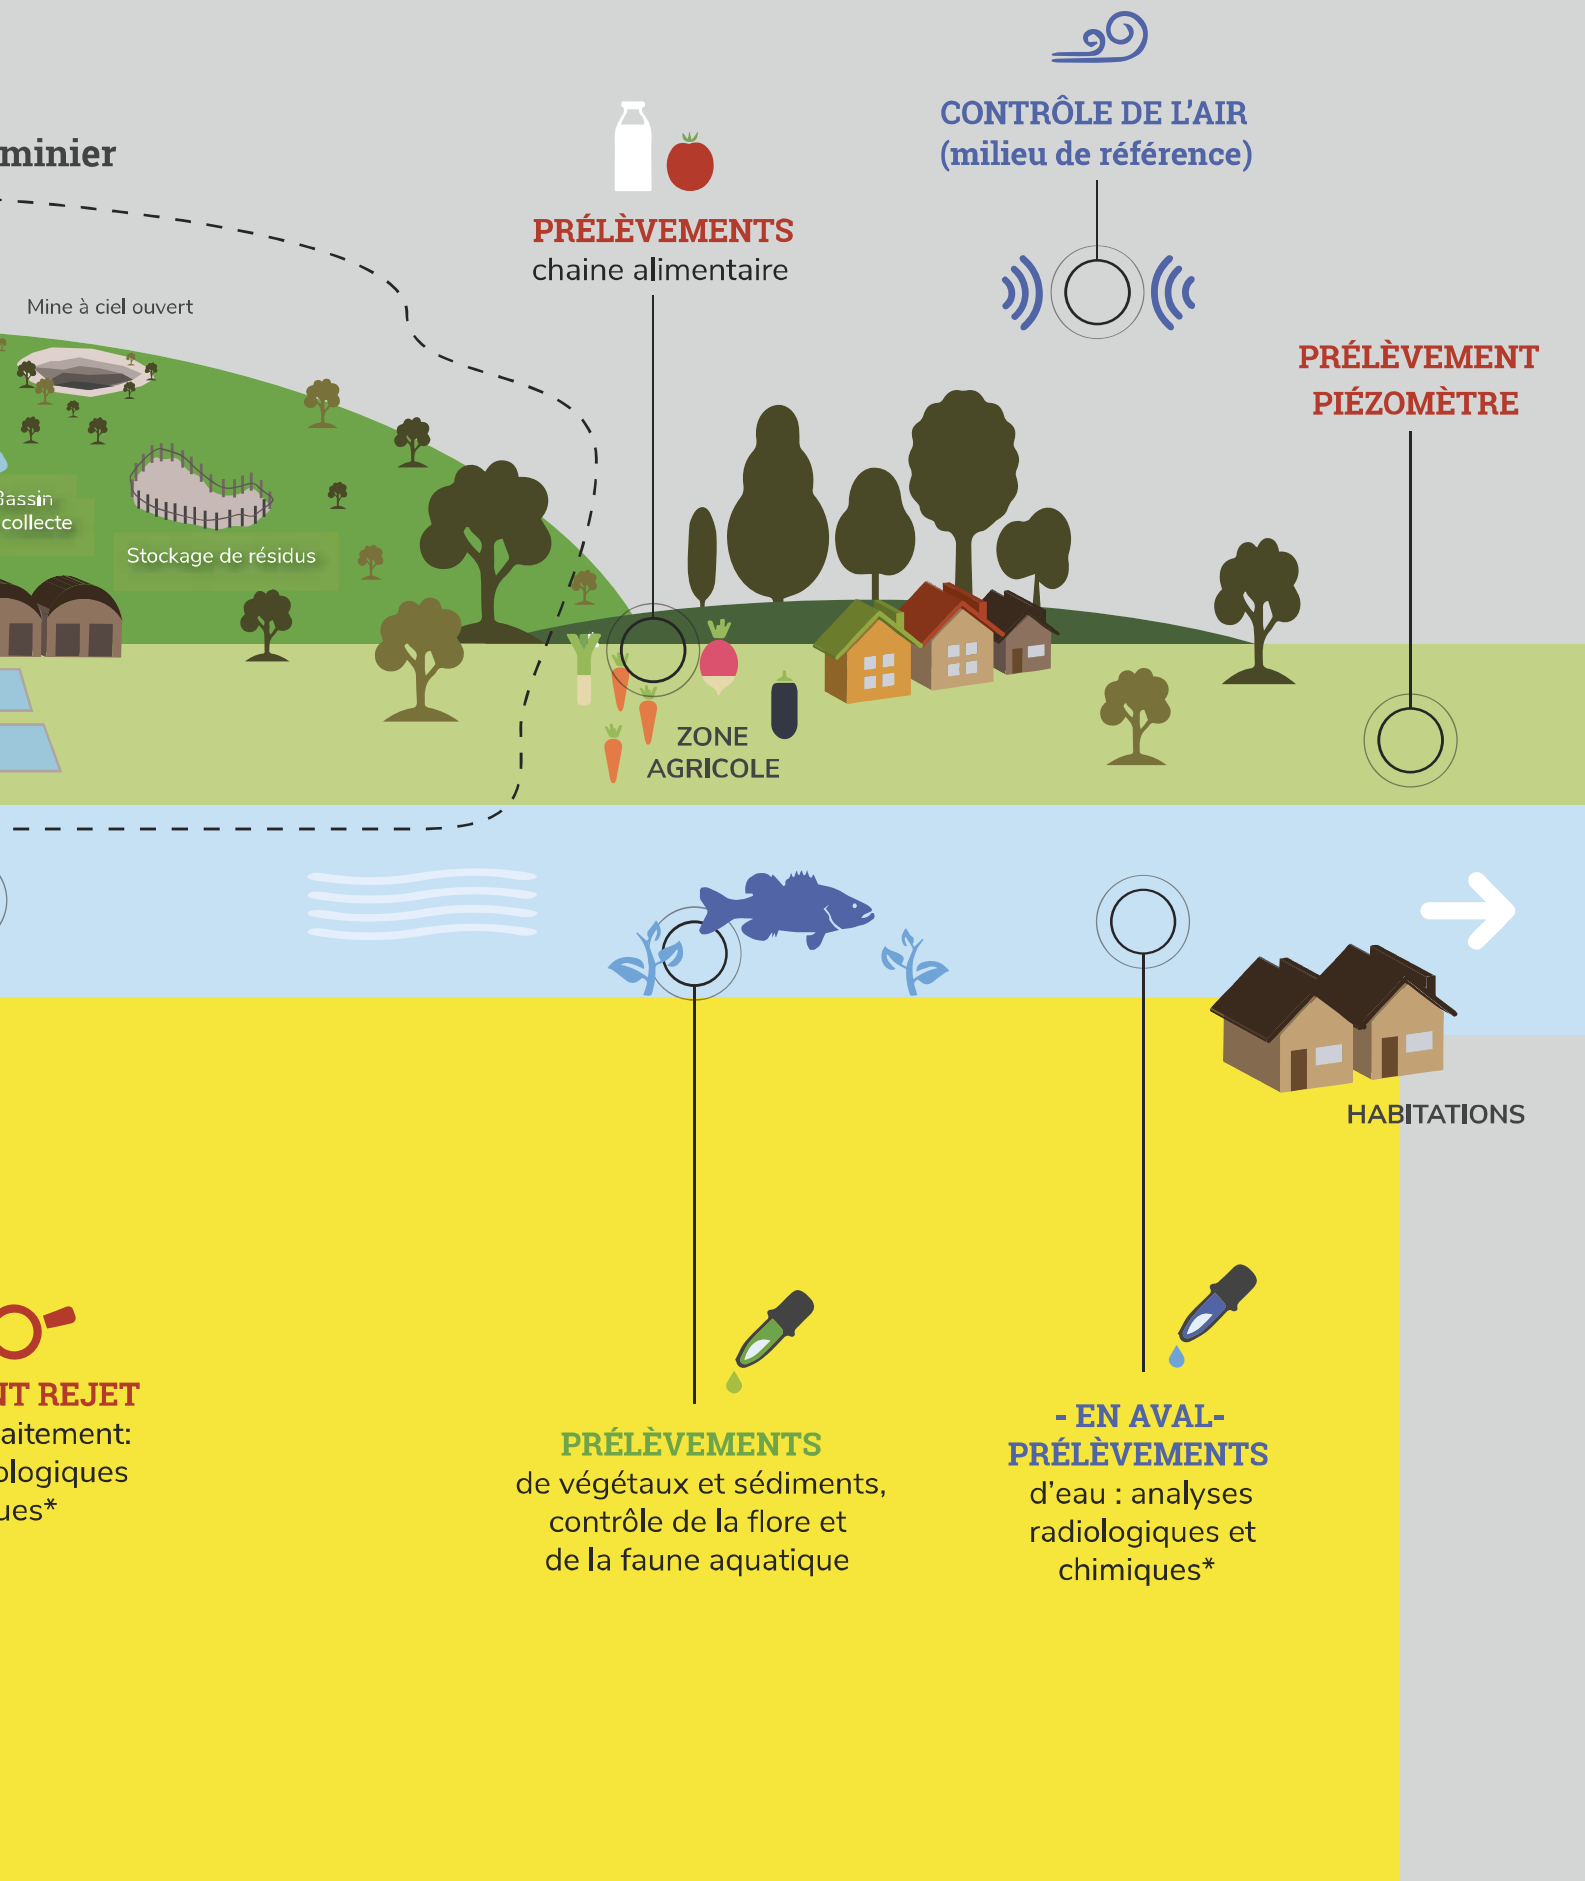 CONTRÔLE DE L'AIR
(milieu de référence)
minier
PRÉLÈVEMENTS
chaine alimentaire
Mine à ciel ouvert
PRÉLÈVEMENT
PIÉZOMÈTRE
Bassin
collecte
Stockage de résidus
ZONE
AGRICOLE
HABITATIONS
NT REJET
aitement:
ologiques
ues*
PRÉLÈVEMENTS
de végétaux et sédiments,
contrôle de la flore et
de la faune aquatique
- EN AVAL-
PRÉLÈVEMENTS
d'eau : analyses
radiologiques et
chimiques*